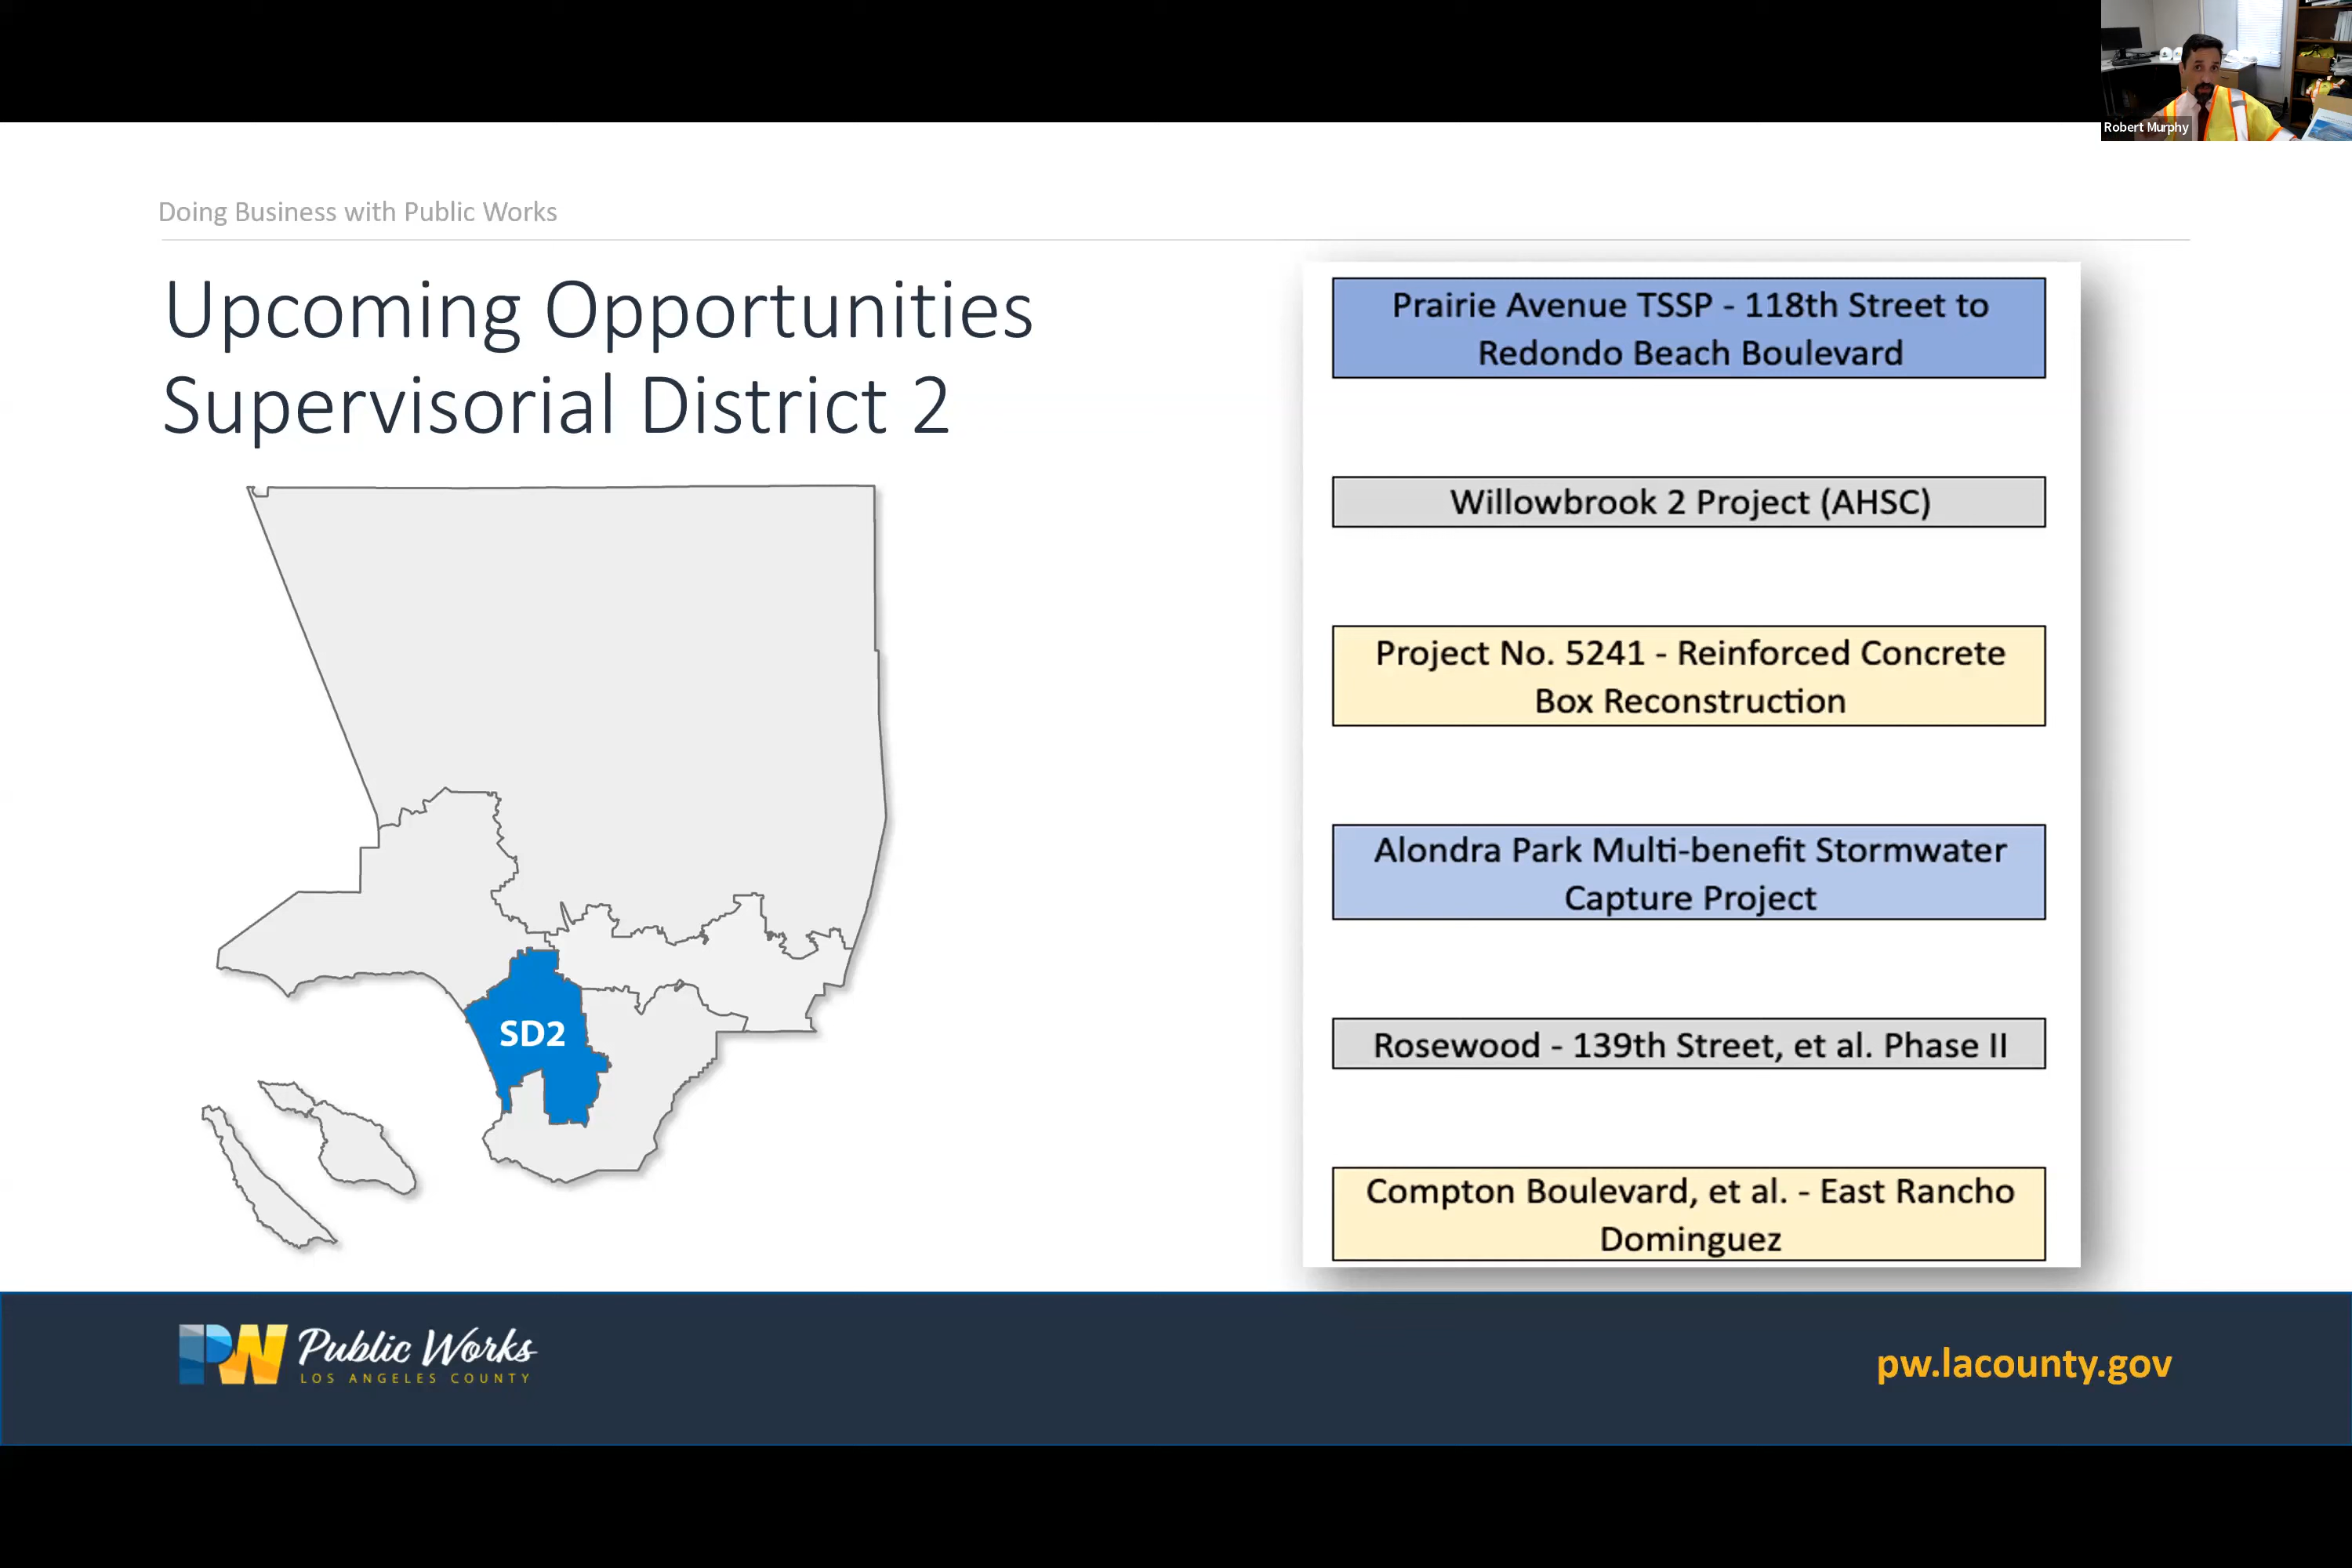 Robert Murphy
Doing Business with Public Works
Upcoming Opportunities
Supervisorial District 2
SD2
Prairie Avenue TSSP - 118th Street to
Redondo Beach Boulevard
Willowbrook 2 Project (AHSC)
Project No. 5241 - Reinforced Concrete
Box Reconstruction
Alondra Park Multi-benefit Stormwater
Capture Project
Rosewood - 139th Street, et al. Phase II
Compton Boulevard, et al. - East Rancho
Dominguez
PW Public Works
LOS ANGELES COUNTY
pw.lacounty.gov